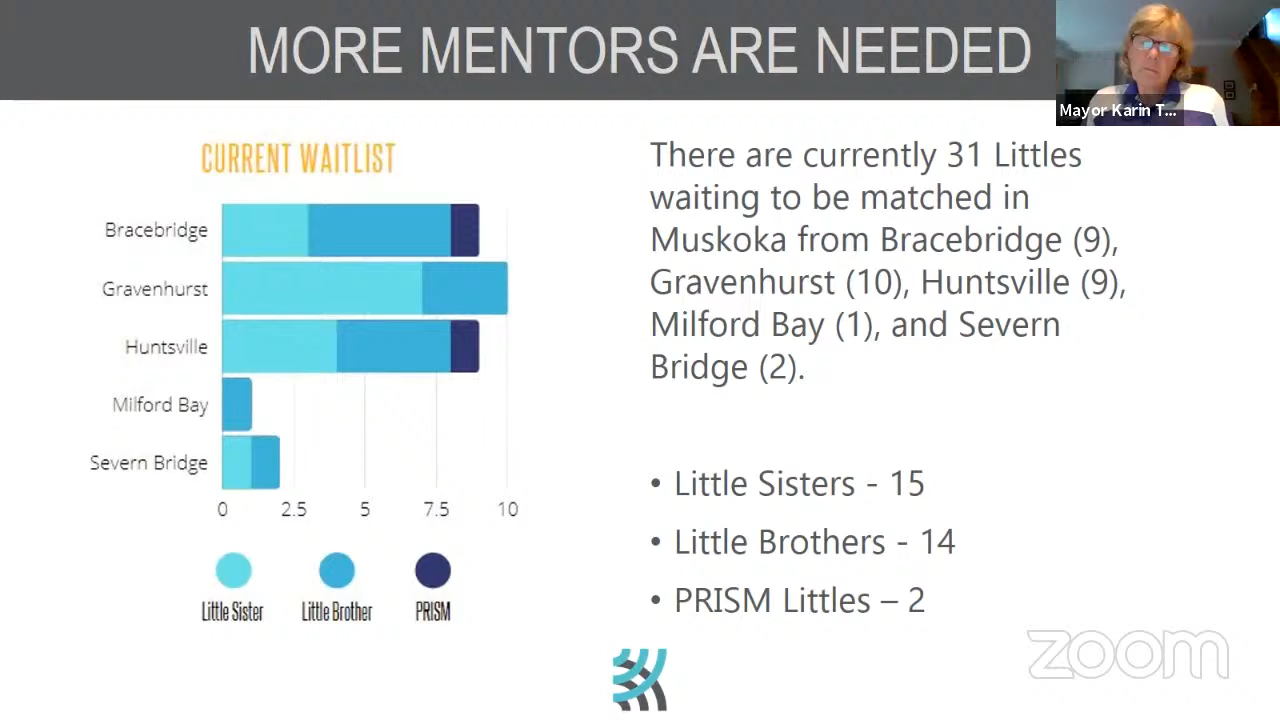 MORE MENTORS ARE NEEDED
Mayor Karin T...
CURRENT WAITLIST
Bracebridge
Gravenhurst
Huntsville
Milford Bay
Severn Bridge
0 2.5 5 7.5 10
Little Sister Little Brother PRISM
There are currently 31 Littles
waiting to be matched in
Muskoka from Bracebridge (9),
Gravenhurst (10), Huntsville (9),
Milford Bay (1), and Severn
Bridge (2).
• Little Sisters - 15
• Little Brothers - 14
• PRISM Littles – 2
zoom